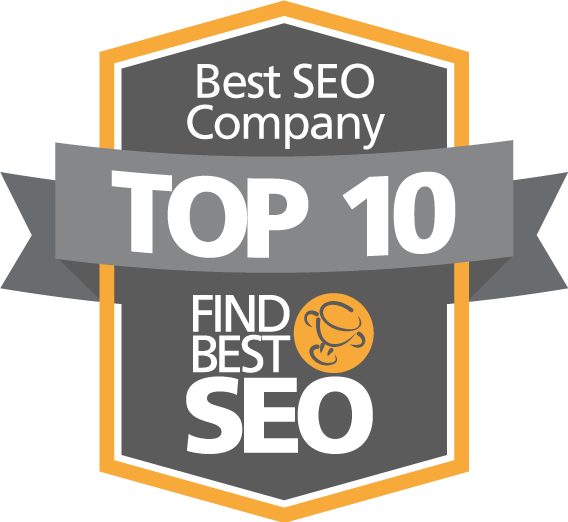 Best SEO
Company
TOP 10
FIND
BEST
SEO